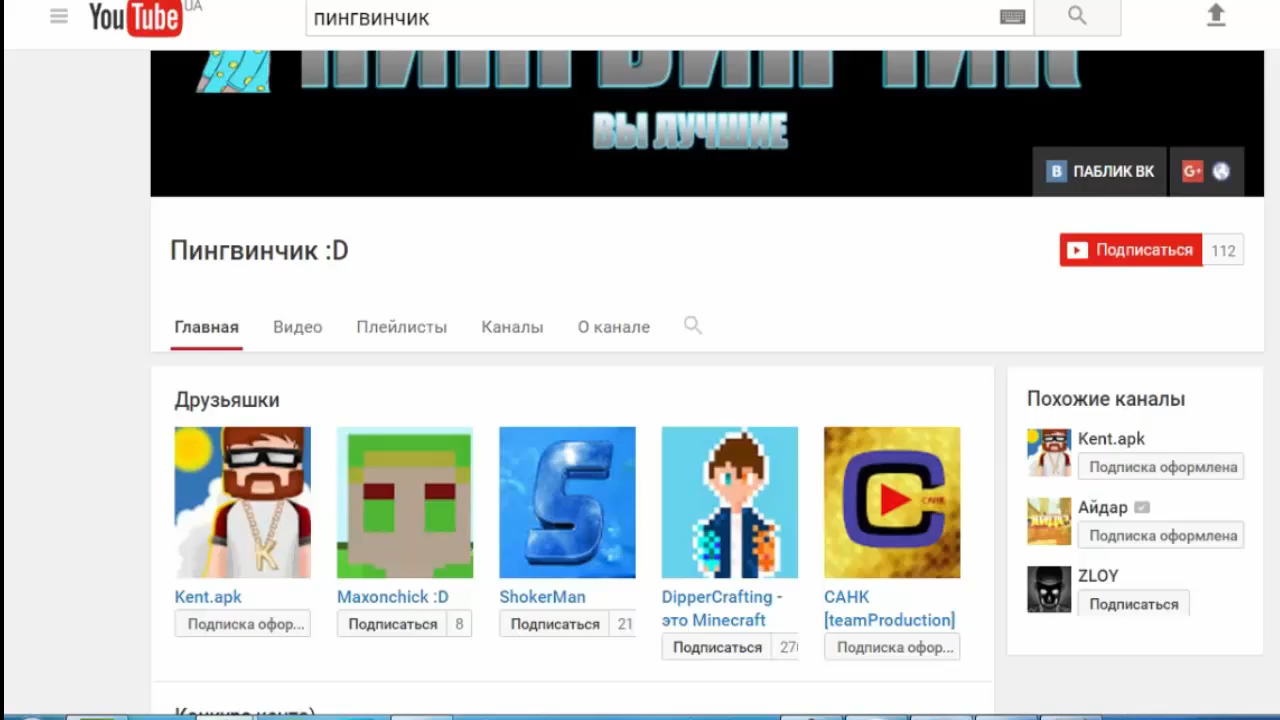 YouTube UA
пингвинчик
ПИНГВИНЧИК
ВЫ ЛУЧШИЕ
ПАБЛИК ВК
Пингвинчик :D
Подписаться 112
Главная Видео Плейлисты Каналы О канале
Друзьяшки
Kent.apk
Подписка офор...
Maxonchick :D
Подписаться 8
ShokerMan
Подписаться 21
DipperCrafting -
это Minecraft
Подписаться
САНК
[teamProduction]
Подписка офор...
Похожие каналы
Kent.apk
Подписка оформлена
Айдар
Подписка оформлена
ZLOY
Подписаться